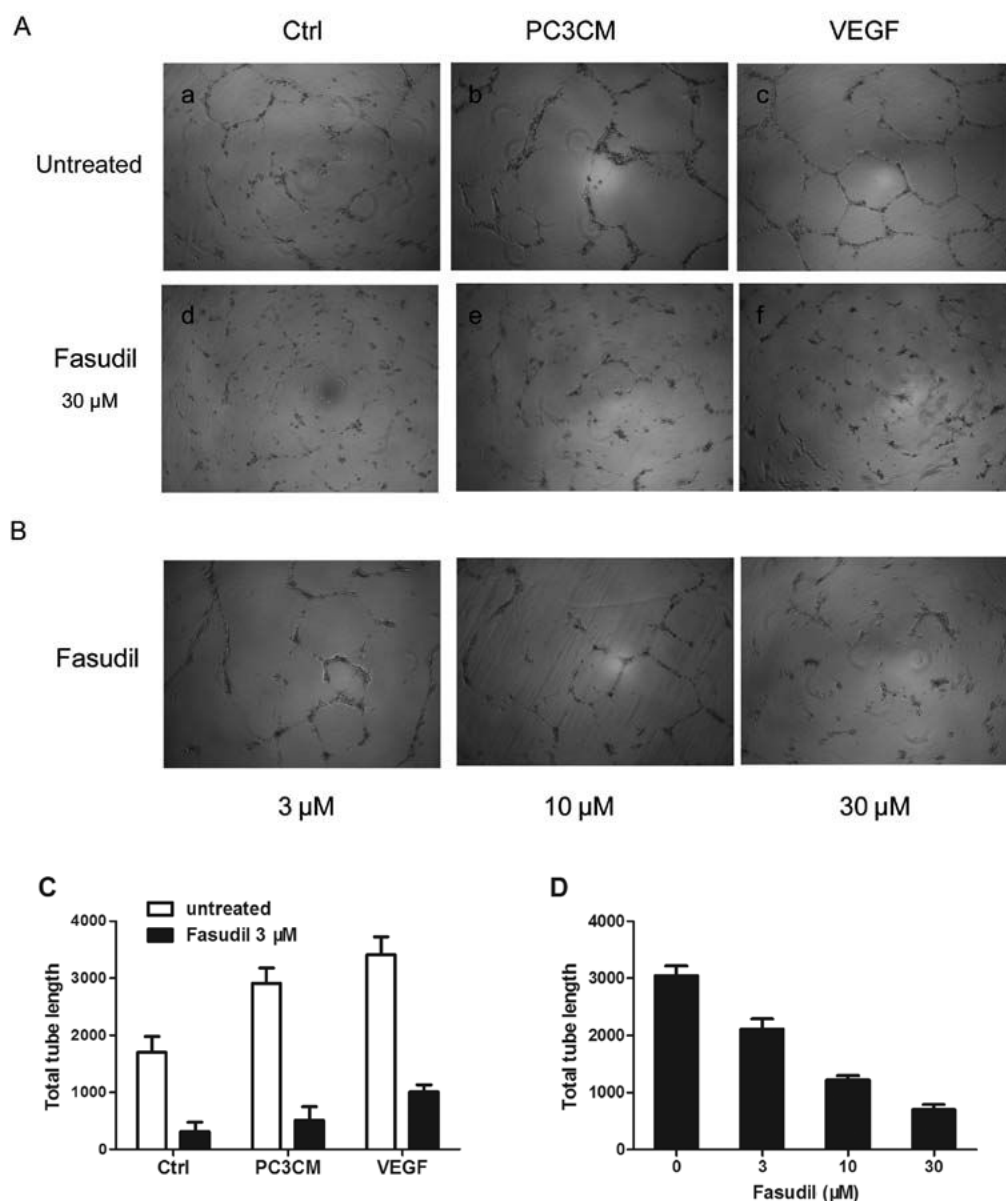 A
Ctrl PC3CM VEGF
Untreated
a b c
Fasudil
30 µM
d e f
B
Fasudil
3 µM 10 µM 30 µM
C
untreated
Fasudil 3 µM
Total tube length
4000
3000
2000
1000
0
Ctrl PC3CM VEGF
D
Total tube length
4000
3000
2000
1000
0
0 3 10 30
Fasudil (µM)